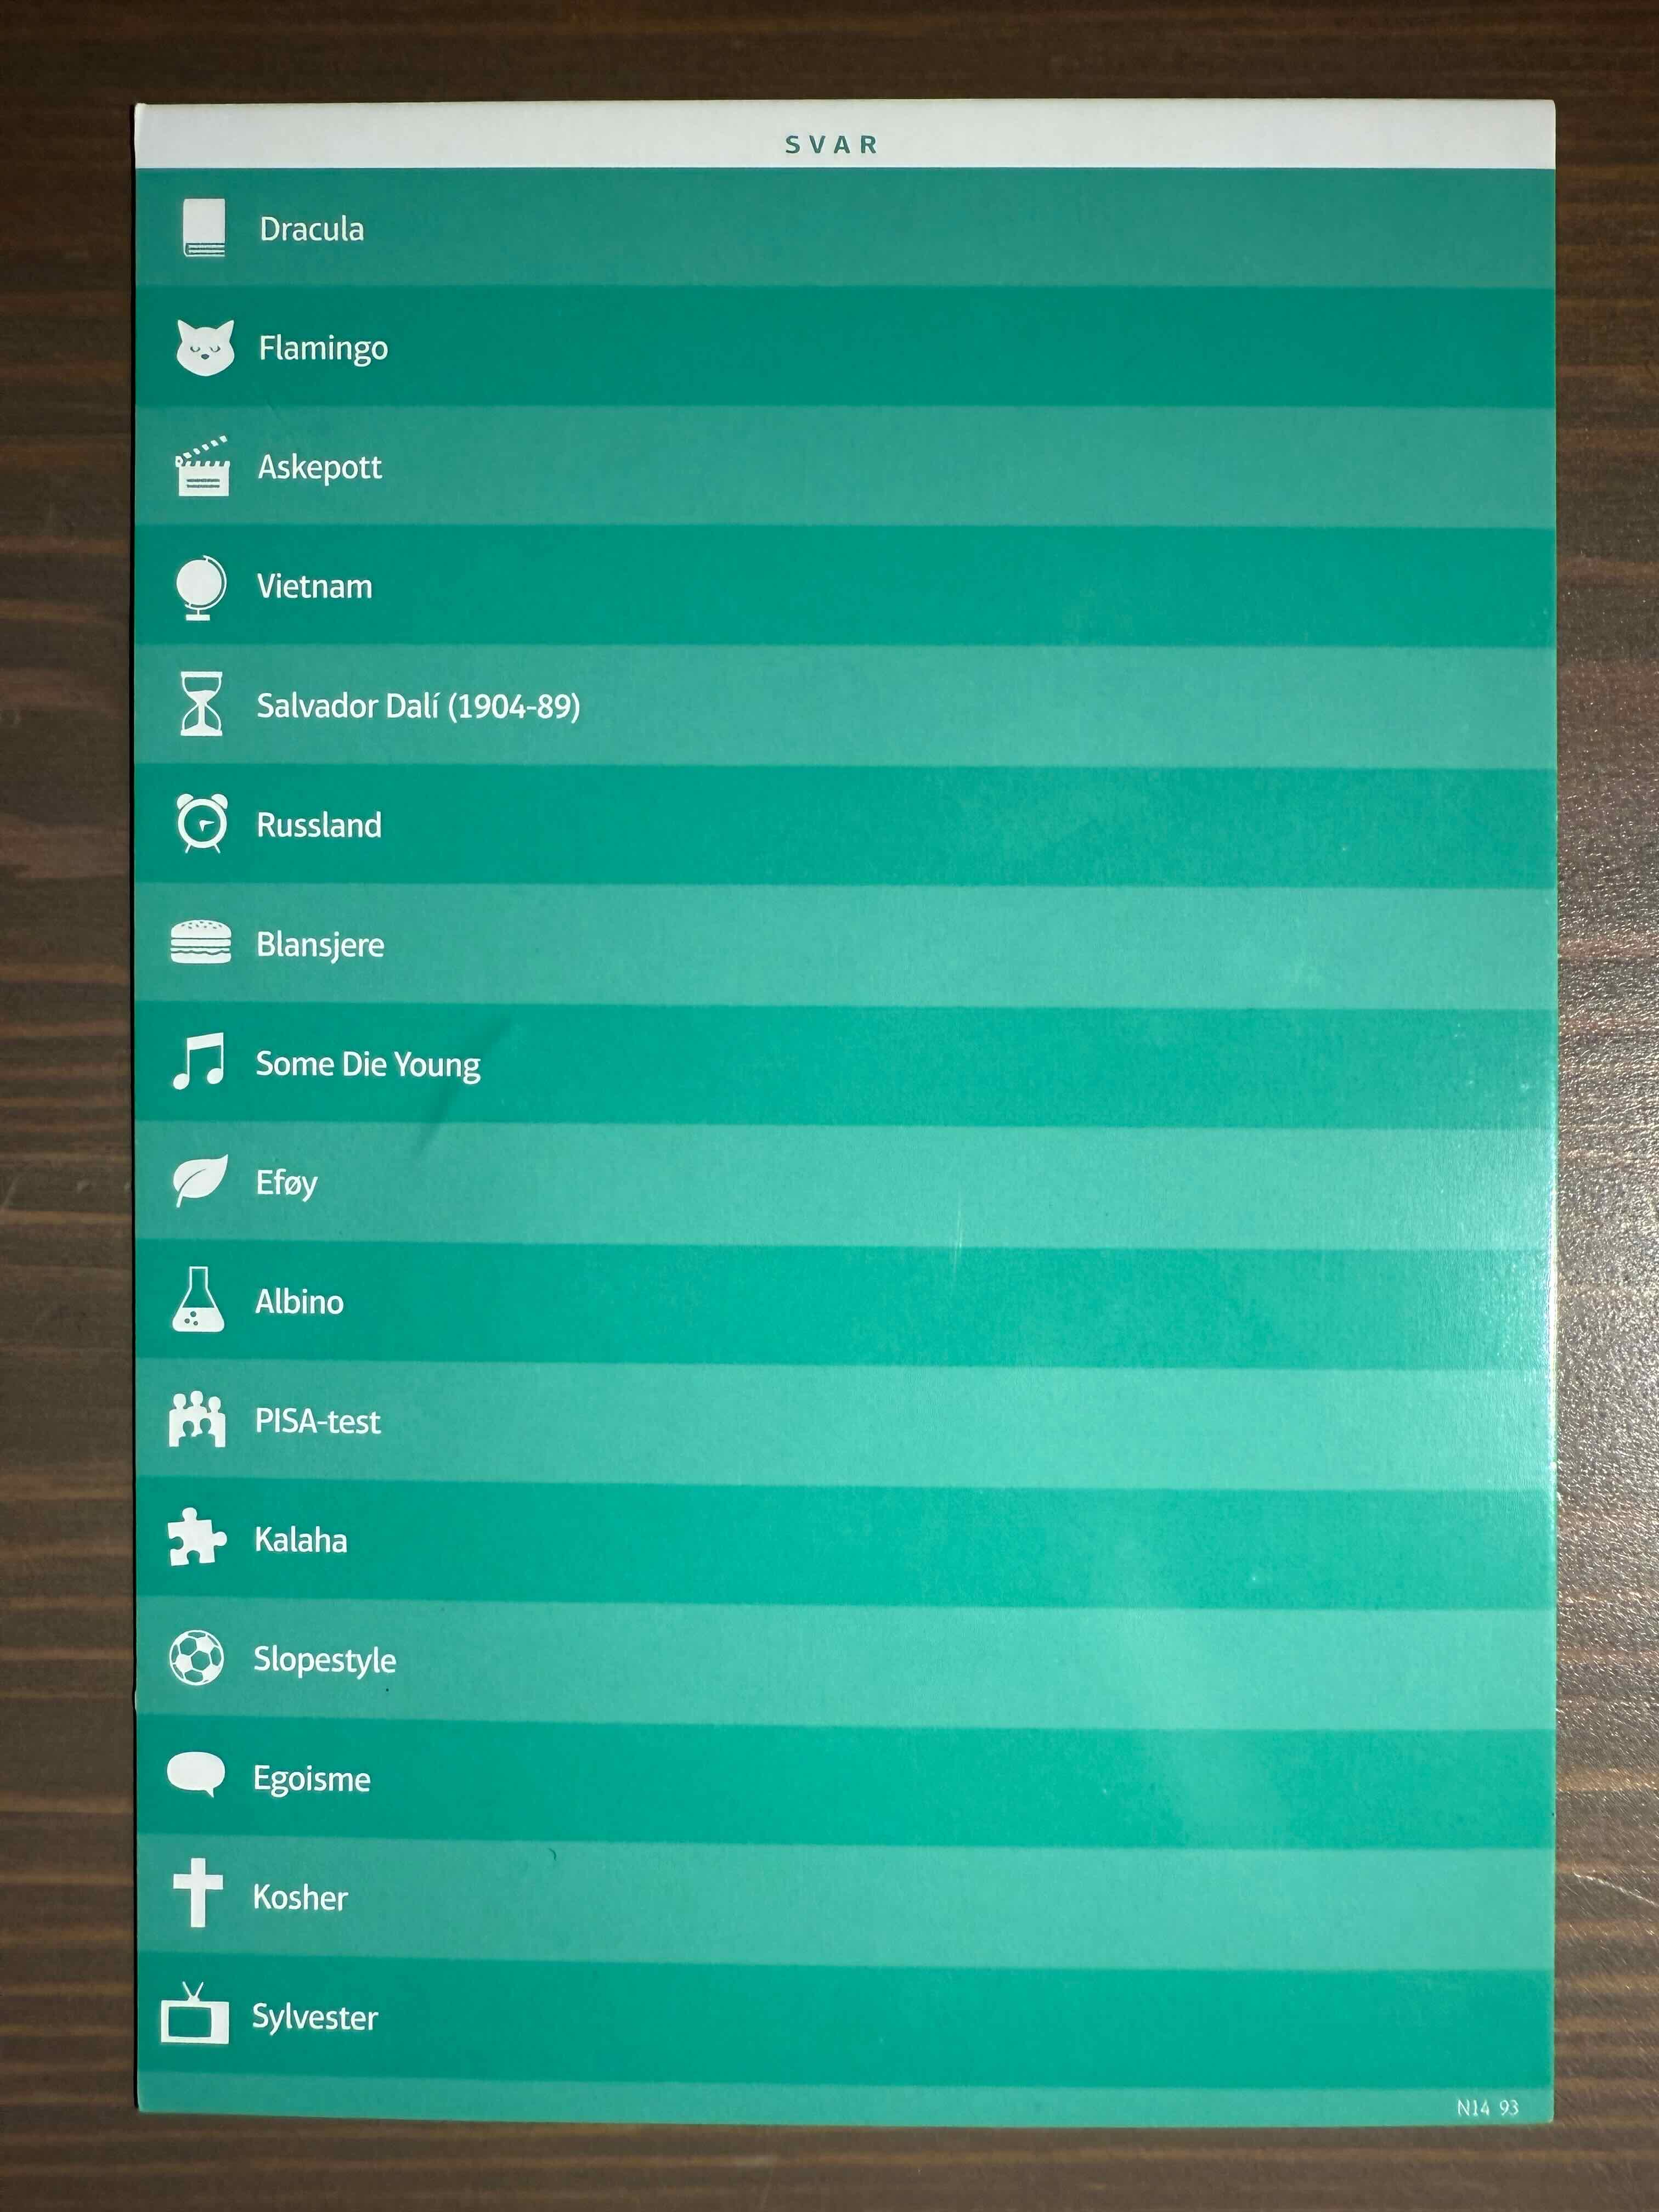 SVAR
Dracula
Flamingo
Askepott
Vietnam
Salvador Dalí (1904-89)
Russland
Blansjere
Some Die Young
Eføy
Albino
PISA-test
Kalaha
Slopestyle
Egoisme
Kosher
Sylvester
N14 93